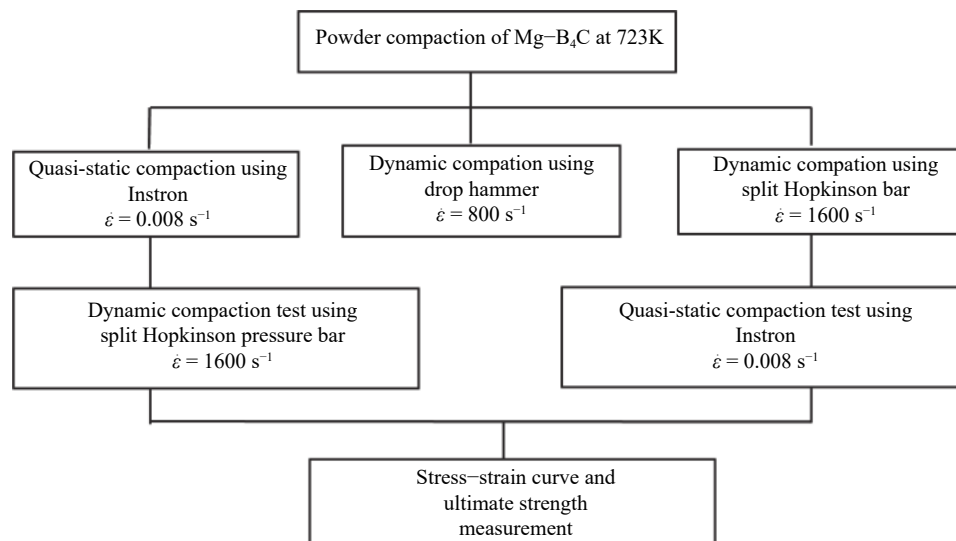 Powder compaction of Mg−B₄C at 723K
Quasi-static compaction using
Instron
ε̇ = 0.008 s⁻¹
Dynamic compation using
drop hammer
ε̇ = 800 s⁻¹
Dynamic compation using
split Hopkinson bar
ε̇ = 1600 s⁻¹
Dynamic compaction test using
split Hopkinson pressure bar
ε̇ = 1600 s⁻¹
Quasi-static compaction test using
Instron
ε̇ = 0.008 s⁻¹
Stress−strain curve and
ultimate strength
measurement